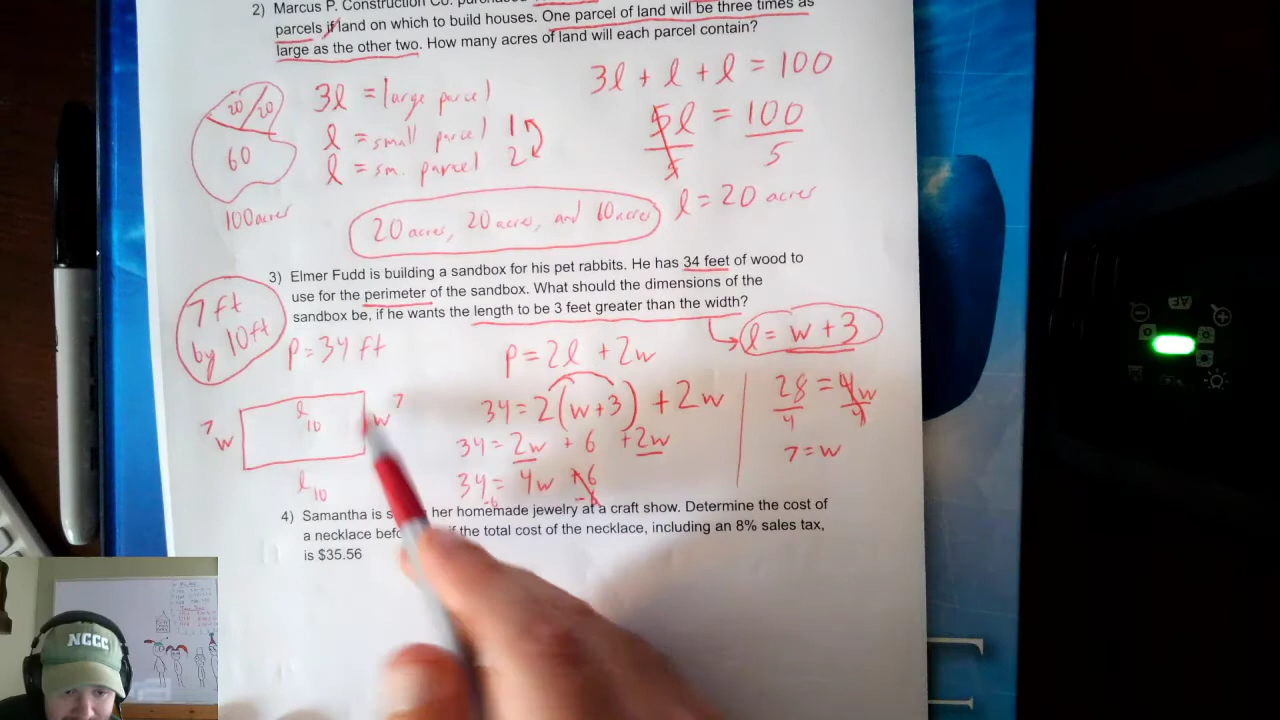 2) Marcus P. Construction Co. purchased
parcels of land on which to build houses. One parcel of land will be three times as
large as the other two. How many acres of land will each parcel contain?
20/20
60
100 acres
3l = large parcel
l = small parcel 1
l = sm. parcel 2
3l + l + l = 100
5l = 100
5 5
l = 20 acres
20 acres, 20 acres, and 60 acres
3) Elmer Fudd is building a sandbox for his pet rabbits. He has 34 feet of wood to
use for the perimeter of the sandbox. What should the dimensions of the
sandbox be, if he wants the length to be 3 feet greater than the width?
7 ft
by 10ft
P = 34 ft
P = 2l + 2w
l = w + 3
34 = 2(w+3) + 2w
34 = 2w + 6 + 2w
34 = 4w + 6
-6 -6
28 = 4w
4 4
7 = w
l
10
7 w
w 7
l 10
4) Samantha is s her homemade jewelry at a craft show. Determine the cost of
a necklace if the total cost of the necklace, including an 8% sales tax,
is $35.56
NCCC
AF